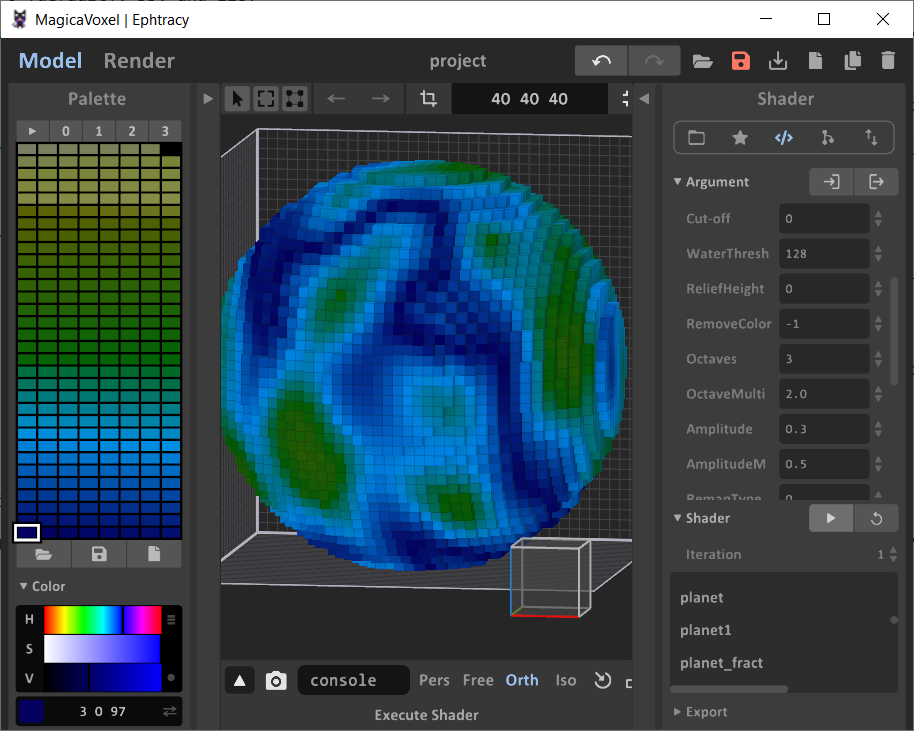 MagicaVoxel | Ephtracy
Model Render project
Palette 40 40 40 Shader
0 1 2 3
Argument
Cut-off 0
WaterThresh 128
ReliefHeight 0
RemoveColor -1
Octaves 3
OctaveMulti 2.0
Amplitude 0.3
AmplitudeM 0.5
RemapType 0
Shader
Iteration 1
Color
planet
H
planet1
S
planet_fract
V
console Pers Free Orth Iso
3 0 97 Execute Shader Export